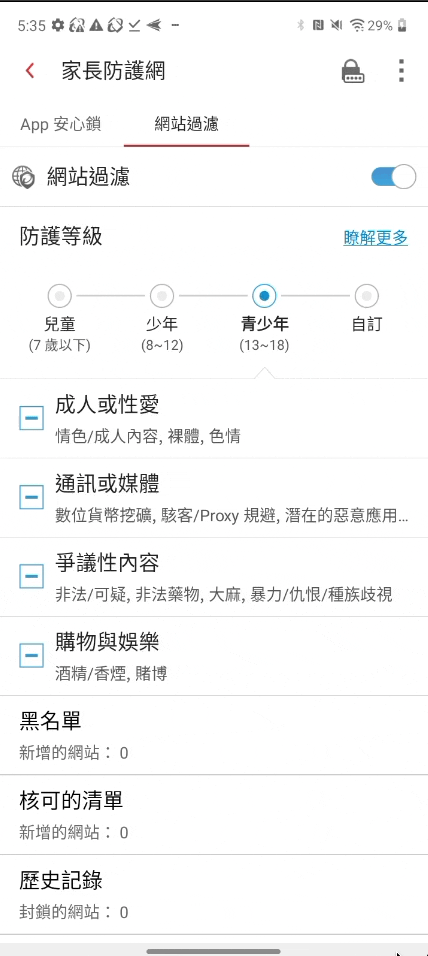 5:35 29%
家長防護網
App 安心鎖 網站過濾
網站過濾
防護等級 瞭解更多
兒童 少年 青少年 自訂
(7 歲以下) (8~12) (13~18)
成人或性愛
情色/成人內容, 裸體, 色情
通訊或媒體
數位貨幣挖礦, 駭客/Proxy 規避, 潛在的惡意應用...
爭議性內容
非法/可疑, 非法藥物, 大麻, 暴力/仇恨/種族歧視
購物與娛樂
酒精/香煙, 賭博
黑名單
新增的網站： 0
核可的清單
新增的網站： 0
歷史記錄
封鎖的網站： 0